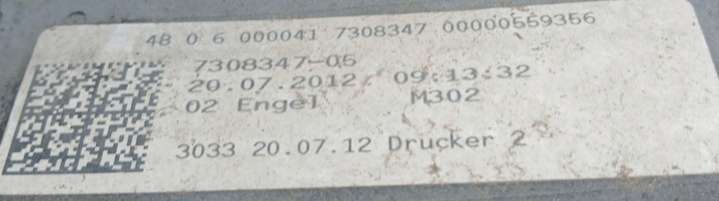 48 0 6 000041 7308347 00000559356
7308347-05
20.07.2012 09:13:32
02 Engel M302
3033 20.07.12 Drucker 2